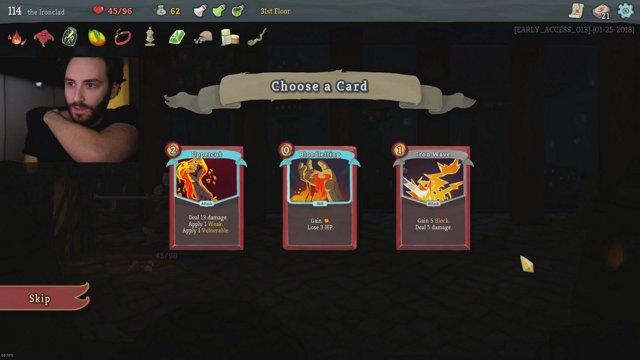 114 the Ironclad 45/96 62 31st Floor 21
[EARLY_ACCESS_013] (01-25-2018)
Choose a Card
2 Uppercut
Attack
Deal 13 damage.
Apply 1 Weak.
Apply 1 Vulnerable.
0 Bloodletting
Skill
Gain
Lose 3 HP.
1 Iron Wave
Attack
Gain 5 Block.
Deal 5 damage.
45/96
Skip